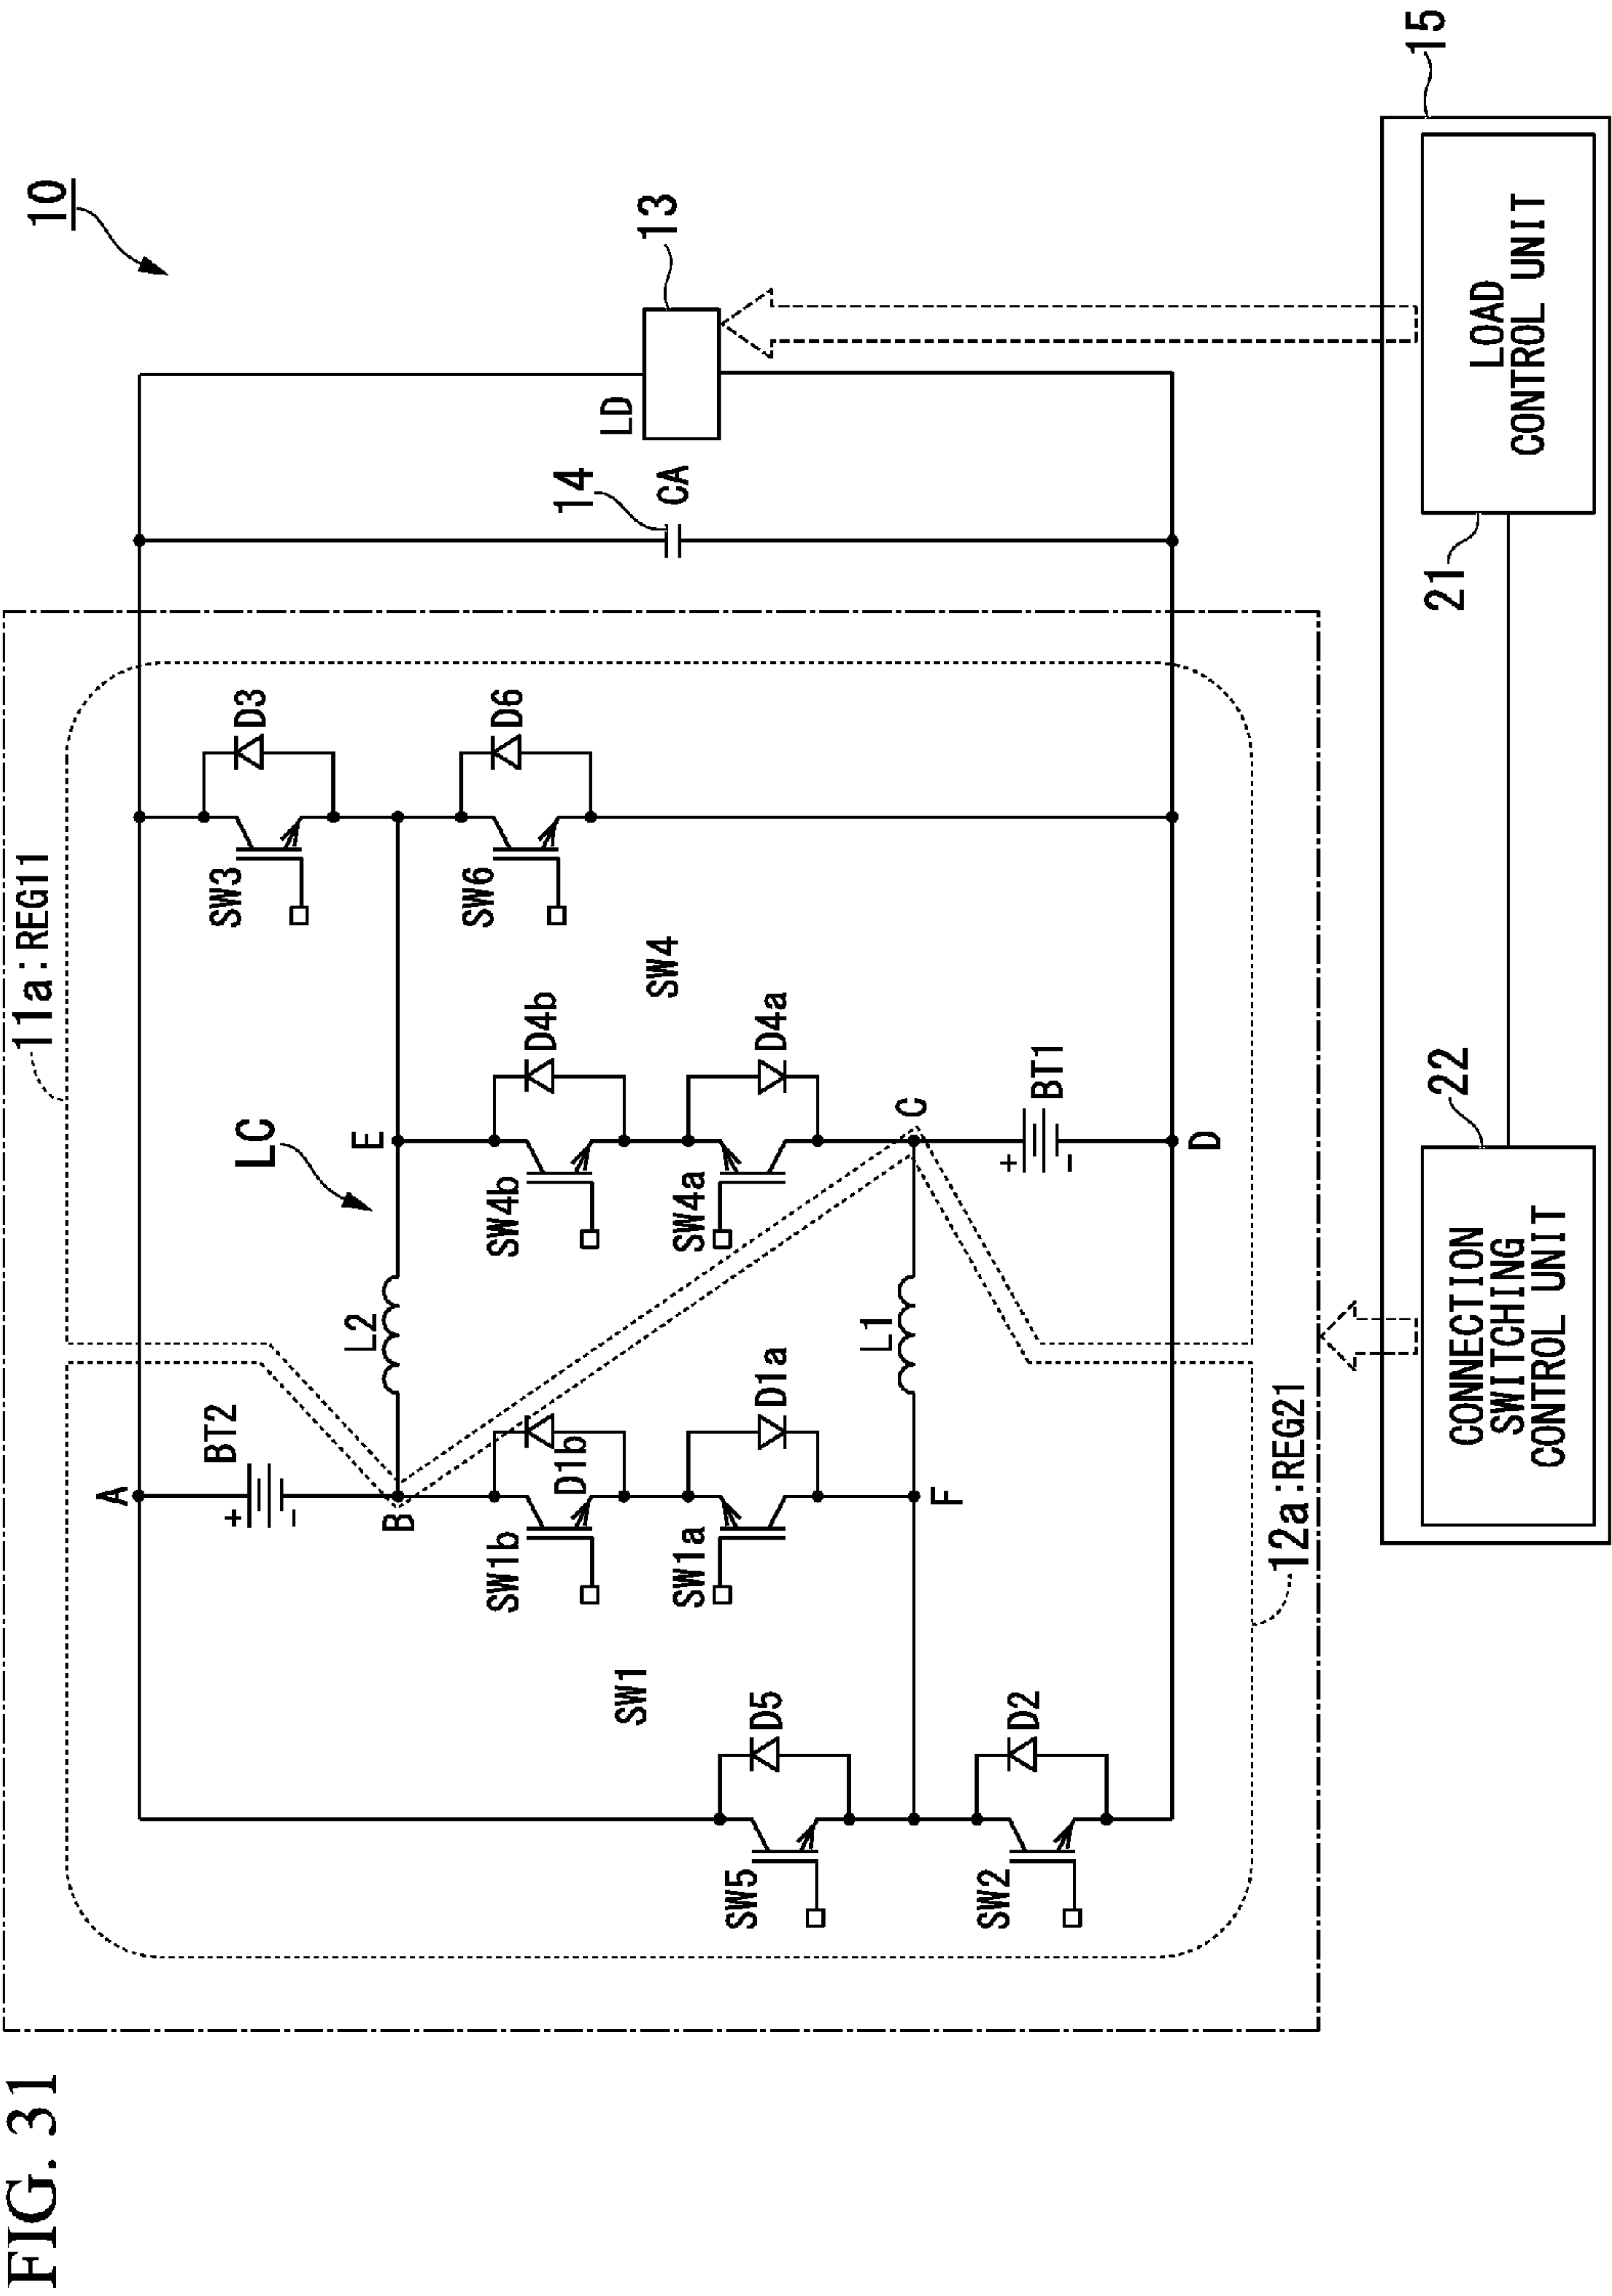 FIG. 31
10
11a:REG11
A
BT2
+
-
B
L2
LC
E
SW3
D3
SW6
D6
SW1b
D1b
SW1a
D1a
SW1
SW4b
D4b
SW4a
D4a
SW4
14
CA
LD
13
SW5
D5
F
L1
C
SW2
D2
+
-
BT1
D
12a:REG21
15
22
CONNECTION
SWITCHING
CONTROL UNIT
21
LOAD
CONTROL UNIT